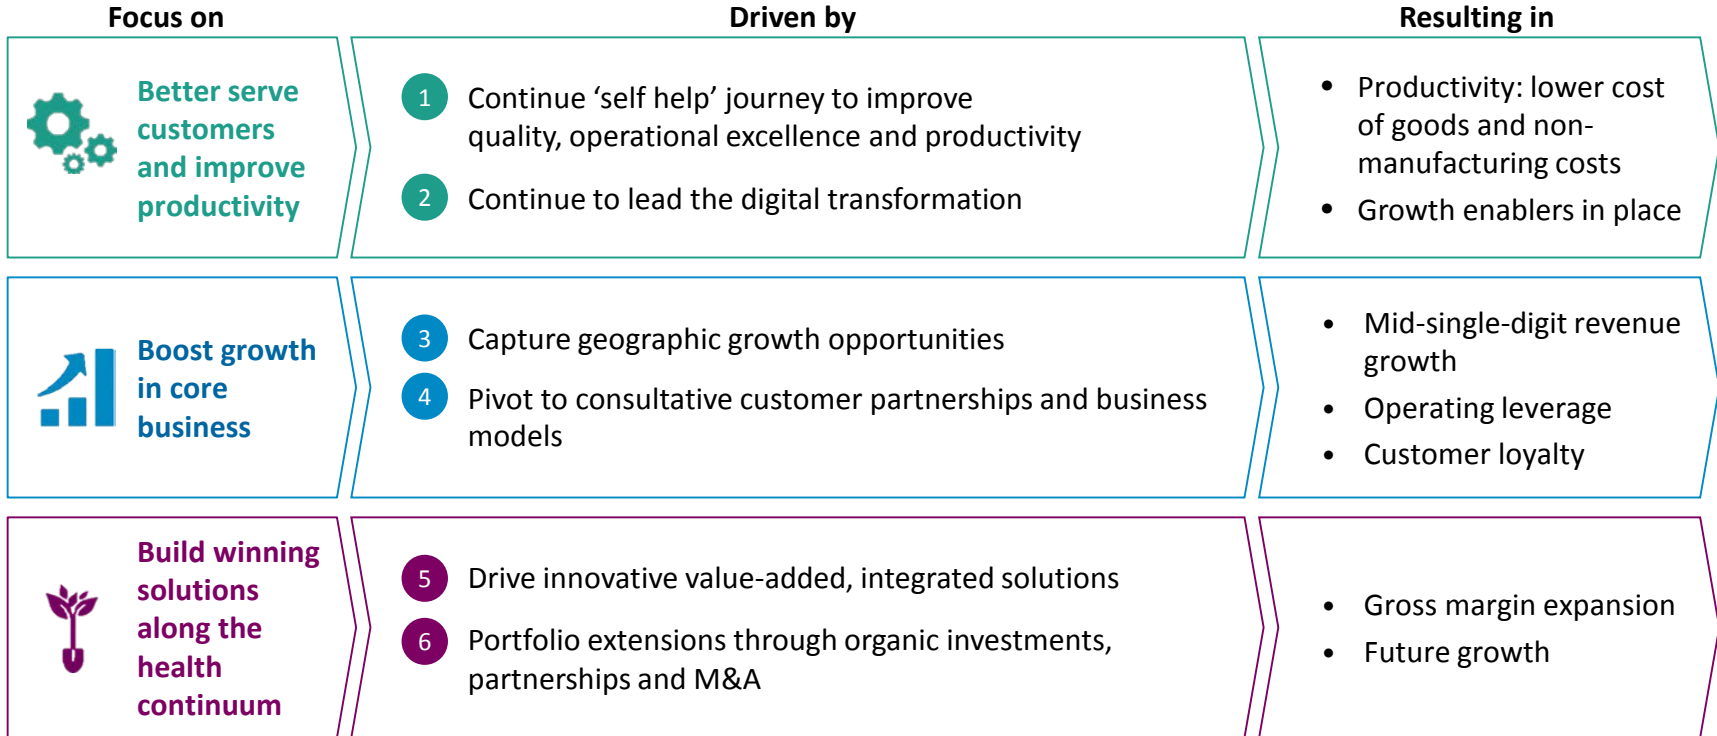 Focus on
Driven by
Resulting in
Better serve
customers
and improve
productivity
1
Continue ‘self help’ journey to improve
quality, operational excellence and productivity
2
Continue to lead the digital transformation
• Productivity: lower cost
of goods and non-
manufacturing costs
• Growth enablers in place
Boost growth
in core
business
3
Capture geographic growth opportunities
4
Pivot to consultative customer partnerships and business
models
• Mid-single-digit revenue
growth
• Operating leverage
• Customer loyalty
Build winning
solutions
along the
health
continuum
5
Drive innovative value-added, integrated solutions
6
Portfolio extensions through organic investments,
partnerships and M&A
• Gross margin expansion
• Future growth